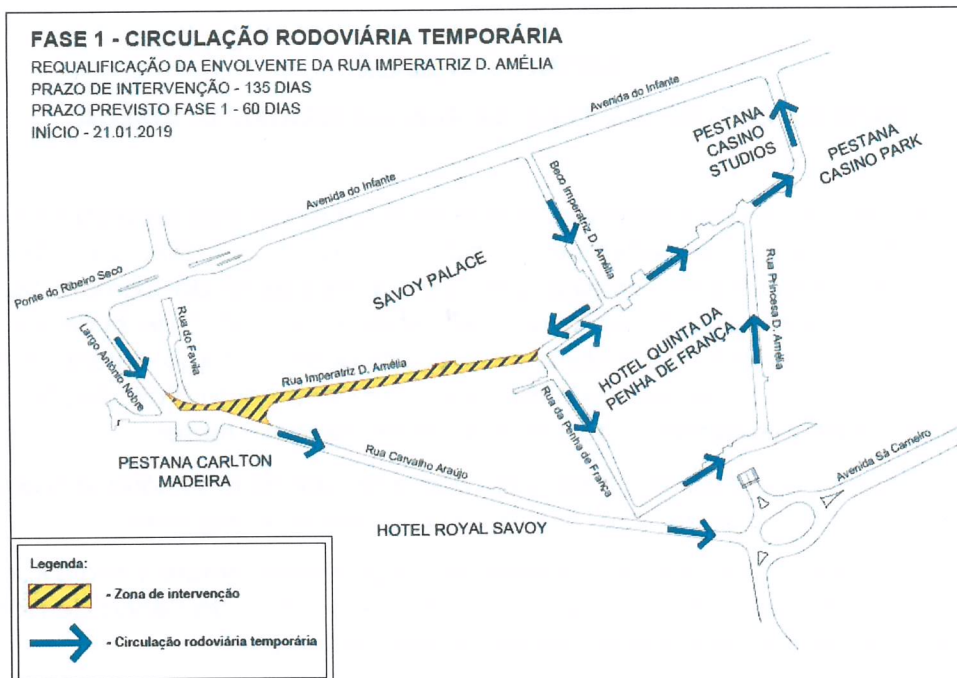 FASE 1 - CIRCULAÇÃO RODOVIÁRIA TEMPORÁRIA
REQUALIFICAÇÃO DA ENVOLVENTE DA RUA IMPERATRIZ D. AMÉLIA
PRAZO DE INTERVENÇÃO - 135 DIAS
PRAZO PREVISTO FASE 1 - 60 DIAS
INÍCIO - 21.01.2019
Avenida do Infante
PESTANA
CASINO
STUDIOS
PESTANA
CASINO PARK
Beco Imperatriz D. Amélia
Avenida do Infante
SAVOY PALACE
Ponte do Ribeiro Seco
Rua Princesa D. Amélia
Largo António Nobre
Rua do Favila
Rua Imperatriz D. Amélia
HOTEL QUINTA DA
PENHA DE FRANÇA
Rua da Penha de França
PESTANA CARLTON
MADEIRA
Rua Carvalho Araújo
Avenida Sá Carneiro
HOTEL ROYAL SAVOY
Legenda:
- Zona de intervenção
- Circulação rodoviária temporária